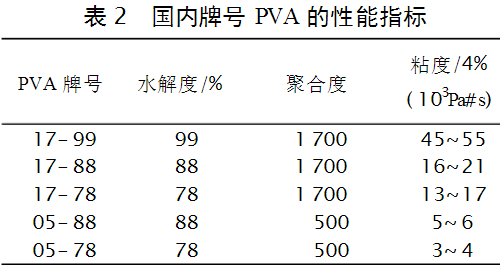 表 2 国内牌号 PVA 的性能指标
PVA 牌号 水解度/% 聚合度 粘度/4% (10³Pa#s)
17-99 99 1 700 45~55
17-88 88 1 700 16~21
17-78 78 1 700 13~17
05-88 88 500 5~6
05-78 78 500 3~4